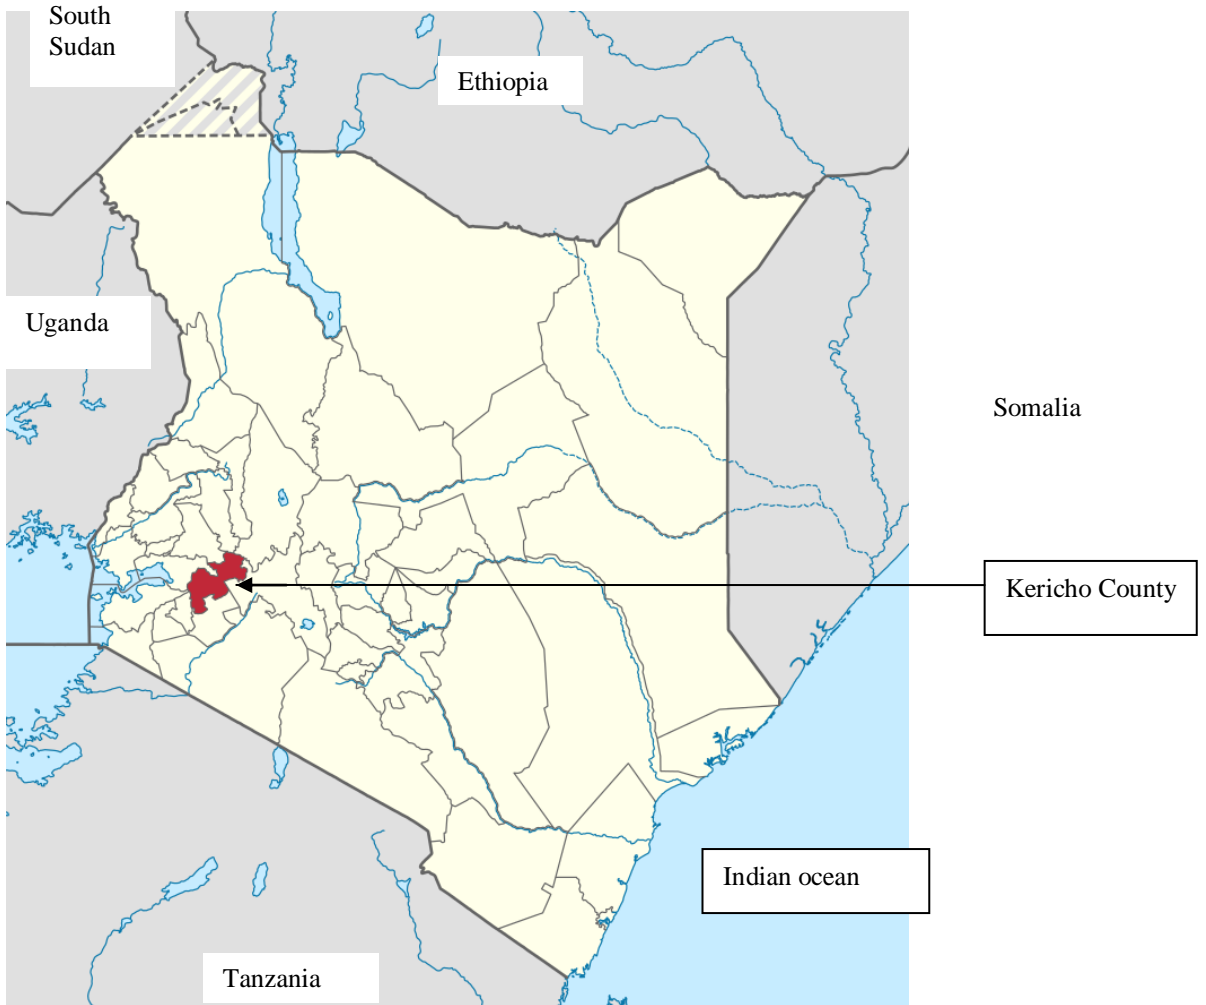 South
Sudan
Ethiopia
Uganda
Somalia
Kericho County
Indian ocean
Tanzania